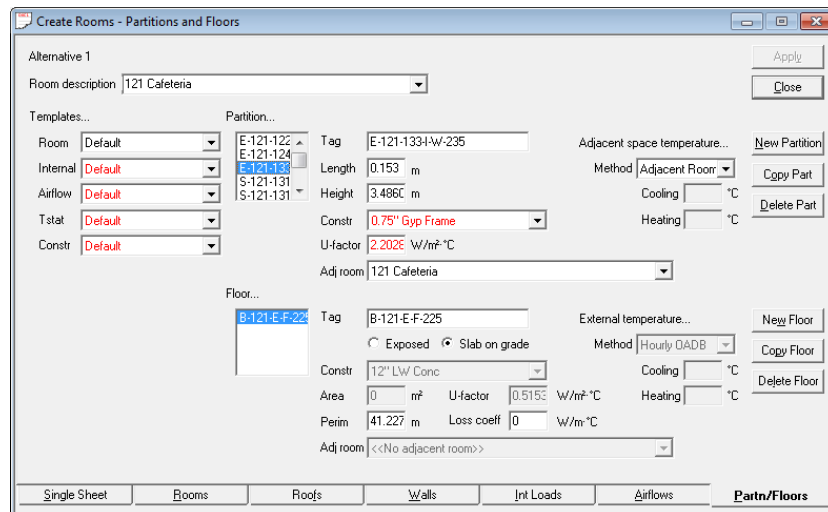 Create Rooms - Partitions and Floors
Alternative 1
Apply
Room description 121 Cafeteria
Close
Templates...
Partition...
Room Default
E-121-122
Tag E-121-133-I-W-235
Adjacent space temperature...
New Partition
E-121-124
Internal Default
E-121-133
Length 0.153 m
Method Adjacent Room
Copy Part
S-121-131
Airflow Default
S-121-131
Height 3.4860 m
Cooling °C
Delete Part
Tstat Default
Constr 0.75" Gyp Frame
Heating °C
Constr Default
U-factor 2.2028 W/m²·°C
Adj room 121 Cafeteria
Floor...
B-121-E-F-225
Tag B-121-E-F-225
External temperature...
New Floor
Exposed Slab on grade
Method Hourly OADB
Copy Floor
Constr 12" LW Conc
Cooling °C
Area 0 m² U-factor 0.5153 W/m²·°C
Heating °C
Delete Floor
Perim 41.227 m Loss coeff 0 W/m·°C
Adj room <<No adjacent room>>
Single Sheet Rooms Roofs Walls Int Loads Airflows Partn/Floors